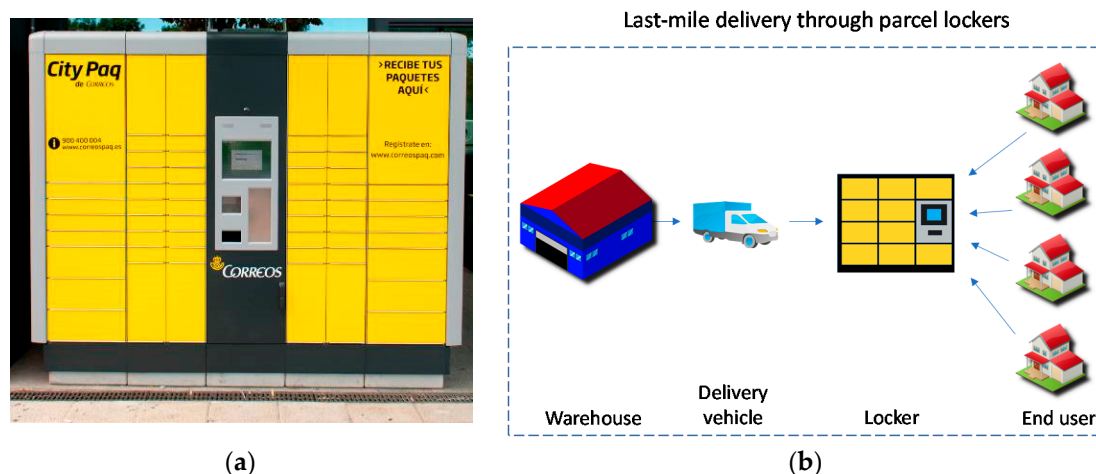 City Paq
de CORREOS
i 900 400 004
www.correospaq.es
>RECIBE TUS
PAQUETES
AQUÍ<
Regístrate en:
www.correospaq.com
CORREOS
(a)
Last-mile delivery through parcel lockers
Warehouse
Delivery
vehicle
Locker
End user
(b)